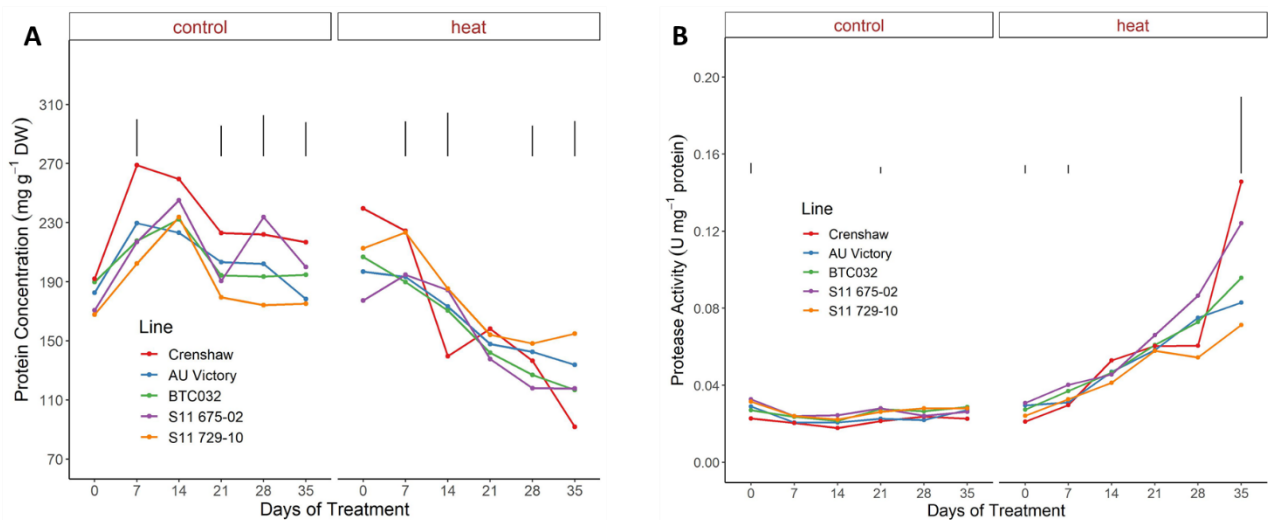 A
control
heat
Protein Concentration (mg g⁻¹ DW)
310
270
230
190
150
110
70
Line
Crenshaw
AU Victory
BTC032
S11 675-02
S11 729-10
0 7 14 21 28 35
0 7 14 21 28 35
Days of Treatment
B
control
heat
Protease Activity (U mg⁻¹ protein)
0.20
0.16
0.12
0.08
0.04
0.00
Line
Crenshaw
AU Victory
BTC032
S11 675-02
S11 729-10
0 7 14 21 28 35
0 7 14 21 28 35
Days of Treatment